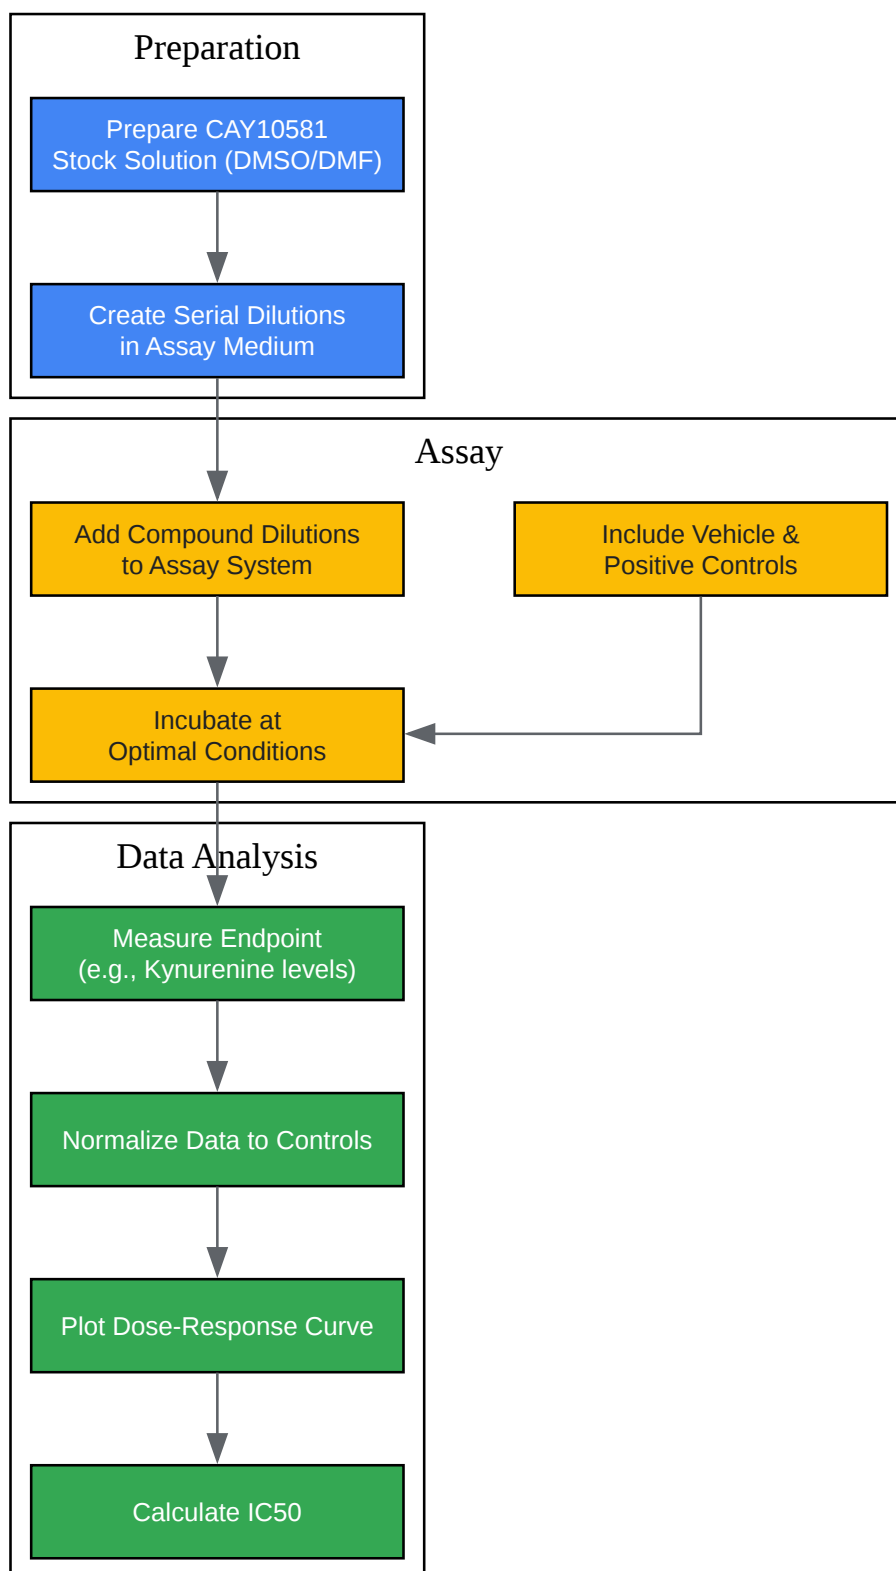 Preparation
Prepare CAY10581
Stock Solution (DMSO/DMF)
Create Serial Dilutions
in Assay Medium
Assay
Add Compound Dilutions
to Assay System
Include Vehicle &
Positive Controls
Incubate at
Optimal Conditions
Data Analysis
Measure Endpoint
(e.g., Kynurenine levels)
Normalize Data to Controls
Plot Dose-Response Curve
Calculate IC50